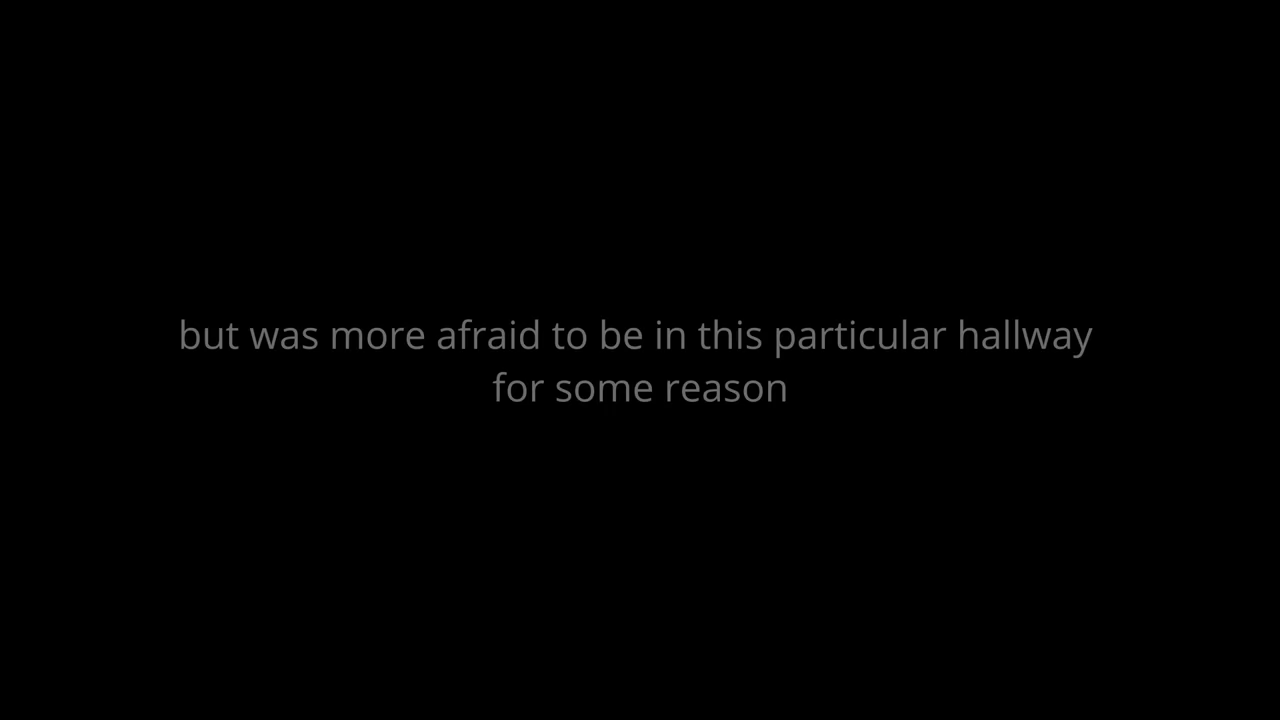 but was more afraid to be in this particular hallway
for some reason